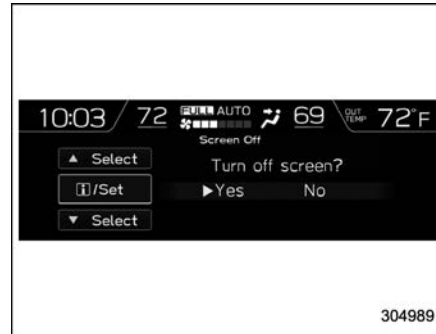 10:03 72 FULL AUTO 69 OUT TEMP 72°F
Screen Off
▲ Select
Turn off screen?
i/Set
▶Yes No
▼ Select
304989